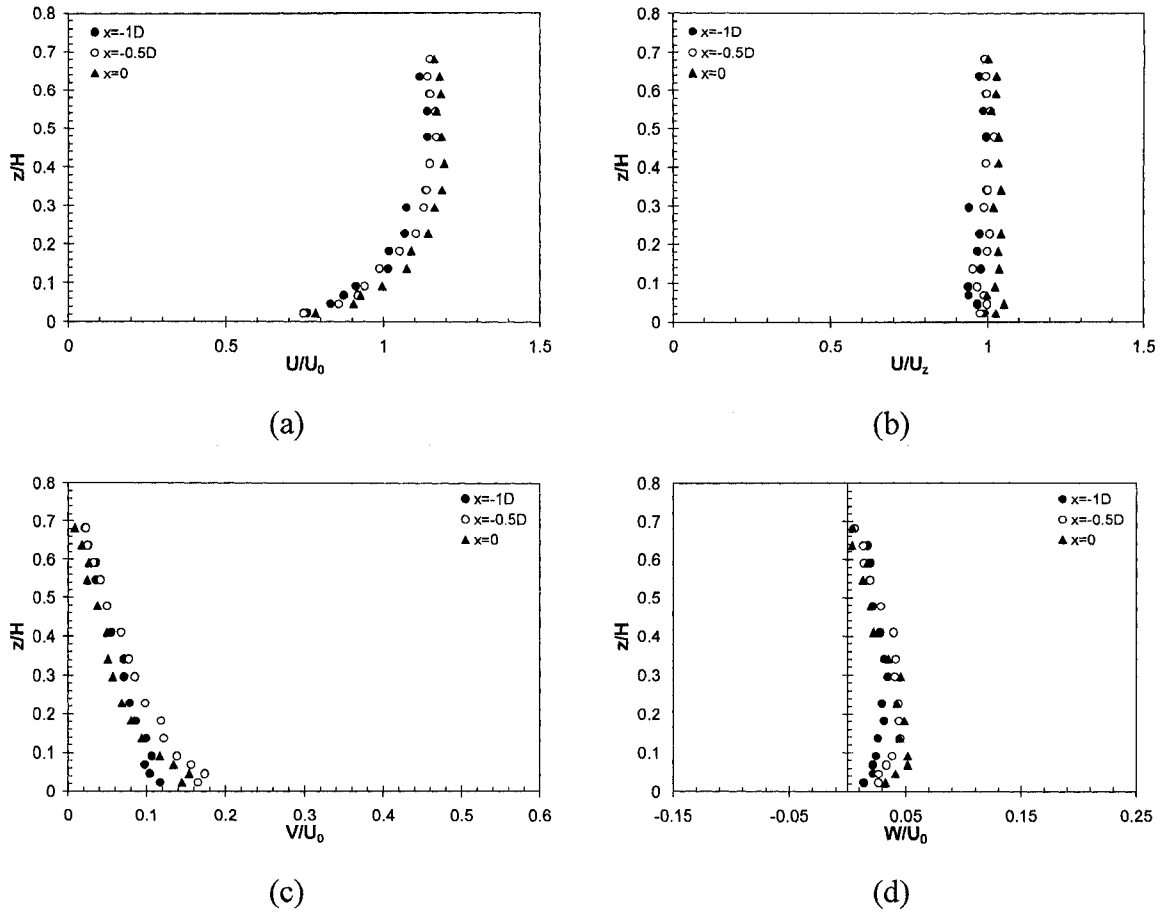 ● x=-1D
○ x=-0.5D
▲ x=0
z/H
0.8
0.7
0.6
0.5
0.4
0.3
0.2
0.1
0
0 0.5 1 1.5
U/U₀
(a)
● x=-1D
○ x=-0.5D
▲ x=0
z/H
0.8
0.7
0.6
0.5
0.4
0.3
0.2
0.1
0
0 0.5 1 1.5
U/U_z
(b)
● x=-1D
○ x=-0.5D
▲ x=0
z/H
0.8
0.7
0.6
0.5
0.4
0.3
0.2
0.1
0
0 0.1 0.2 0.3 0.4 0.5 0.6
V/U₀
(c)
● x=-1D
○ x=-0.5D
▲ x=0
z/H
0.8
0.7
0.6
0.5
0.4
0.3
0.2
0.1
0
-0.15 -0.05 0.05 0.15 0.25
W/U₀
(d)